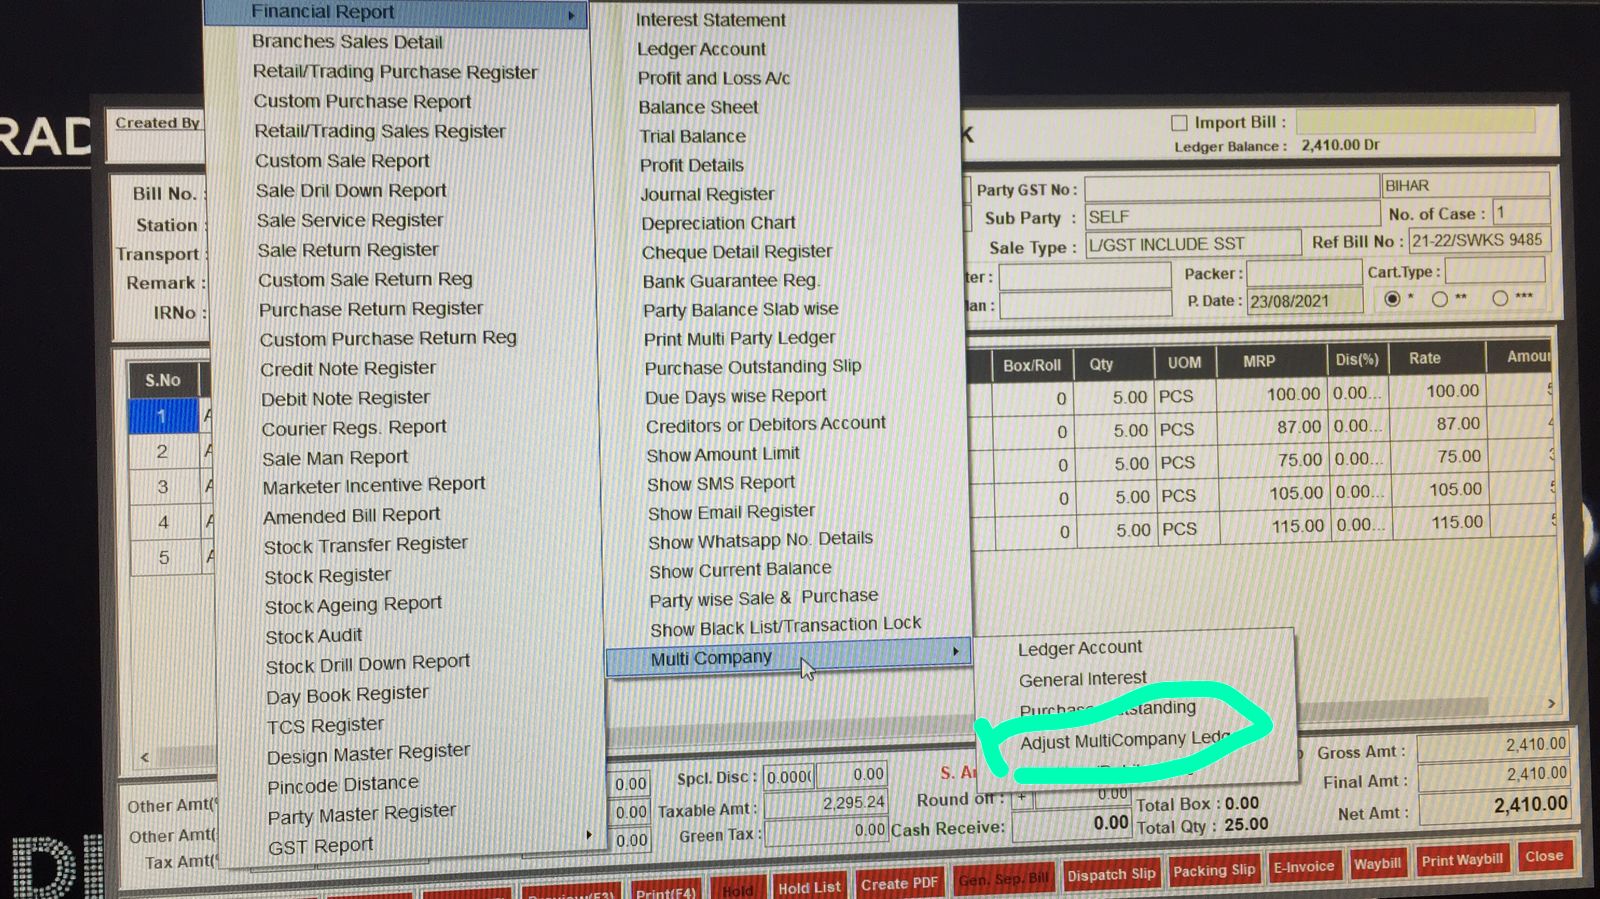 Financial Report
Branches Sales Detail
Retail/Trading Purchase Register
Custom Purchase Report
Retail/Trading Sales Register
Custom Sale Report
Sale Dril Down Report
Sale Service Register
Sale Return Register
Custom Sale Return Reg
Purchase Return Register
Custom Purchase Return Reg
Credit Note Register
Debit Note Register
Courier Regs. Report
Sale Man Report
Marketer Incentive Report
Amended Bill Report
Stock Transfer Register
Stock Register
Stock Ageing Report
Stock Audit
Stock Drill Down Report
Day Book Register
TCS Register
Design Master Register
Pincode Distance
Party Master Register
GST Report
Interest Statement
Ledger Account
Profit and Loss A/c
Balance Sheet
Trial Balance
Profit Details
Journal Register
Depreciation Chart
Cheque Detail Register
Bank Guarantee Reg.
Party Balance Slab wise
Print Multi Party Ledger
Purchase Outstanding Slip
Due Days wise Report
Creditors or Debitors Account
Show Amount Limit
Show SMS Report
Show Email Register
Show Whatsapp No. Details
Show Current Balance
Party wise Sale & Purchase
Show Black List/Transaction Lock
Multi Company
Ledger Account
General Interest
Adjust MultiCompany Ledg
RAD
Created By
K
Import Bill :
Ledger Balance : 2,410.00 Dr
Bill No. :
Station :
Transport :
Remark :
IRNo :
Party GST No : BIHAR
Sub Party : SELF No. of Case : 1
Sale Type : L/GST INCLUDE SST Ref Bill No : 21-22/SWKS 9485
ter : Packer : Cart.Type :
lan : P. Date : 23/08/2021 * ** ***
S.No Box/Roll Qty UOM MRP Dis(%) Rate Amoun
1 A 0 5.00 PCS 100.00 0.00... 100.00
2 A 0 5.00 PCS 87.00 0.00... 87.00
3 A 0 5.00 PCS 75.00 0.00... 75.00
4 A 0 5.00 PCS 105.00 0.00... 105.00
5 A 0 5.00 PCS 115.00 0.00... 115.00
Other Amt(
Other Amt(
Tax Amt(
0.00 Spcl. Disc : 0.000 0.00 S. A
0.00 Taxable Amt : 2,295.24 Round off : + 0.00
0.00 Green Tax : 0.00 Cash Receive: 0.00
Total Box : 0.00
Total Qty : 25.00
Gross Amt : 2,410.00
Final Amt : 2,410.00
Net Amt : 2,410.00
Print(F4) Hold Hold List Create PDF Gen. Sep. Bill Dispatch Slip Packing Slip E-Invoice Waybill Print Waybill Close